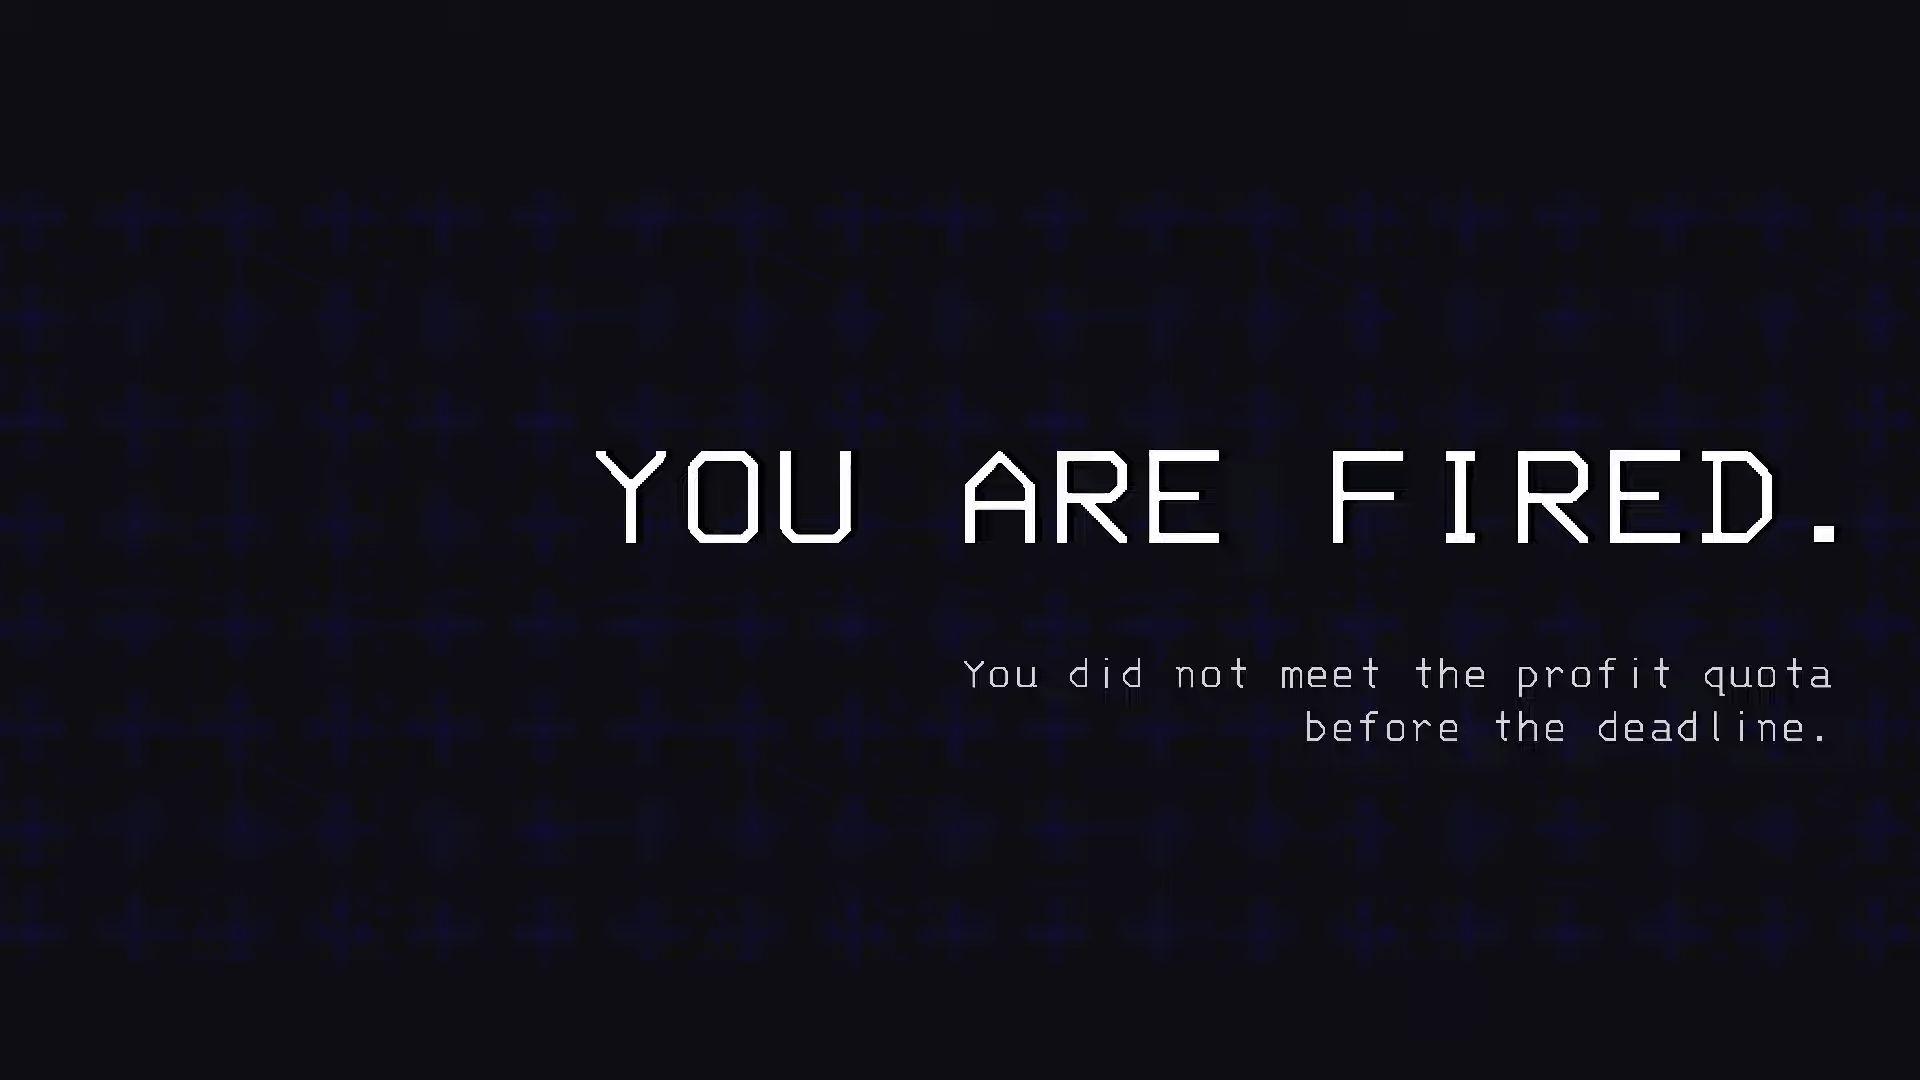 YOU ARE FIRED.
You did not meet the profit quota
before the deadline.